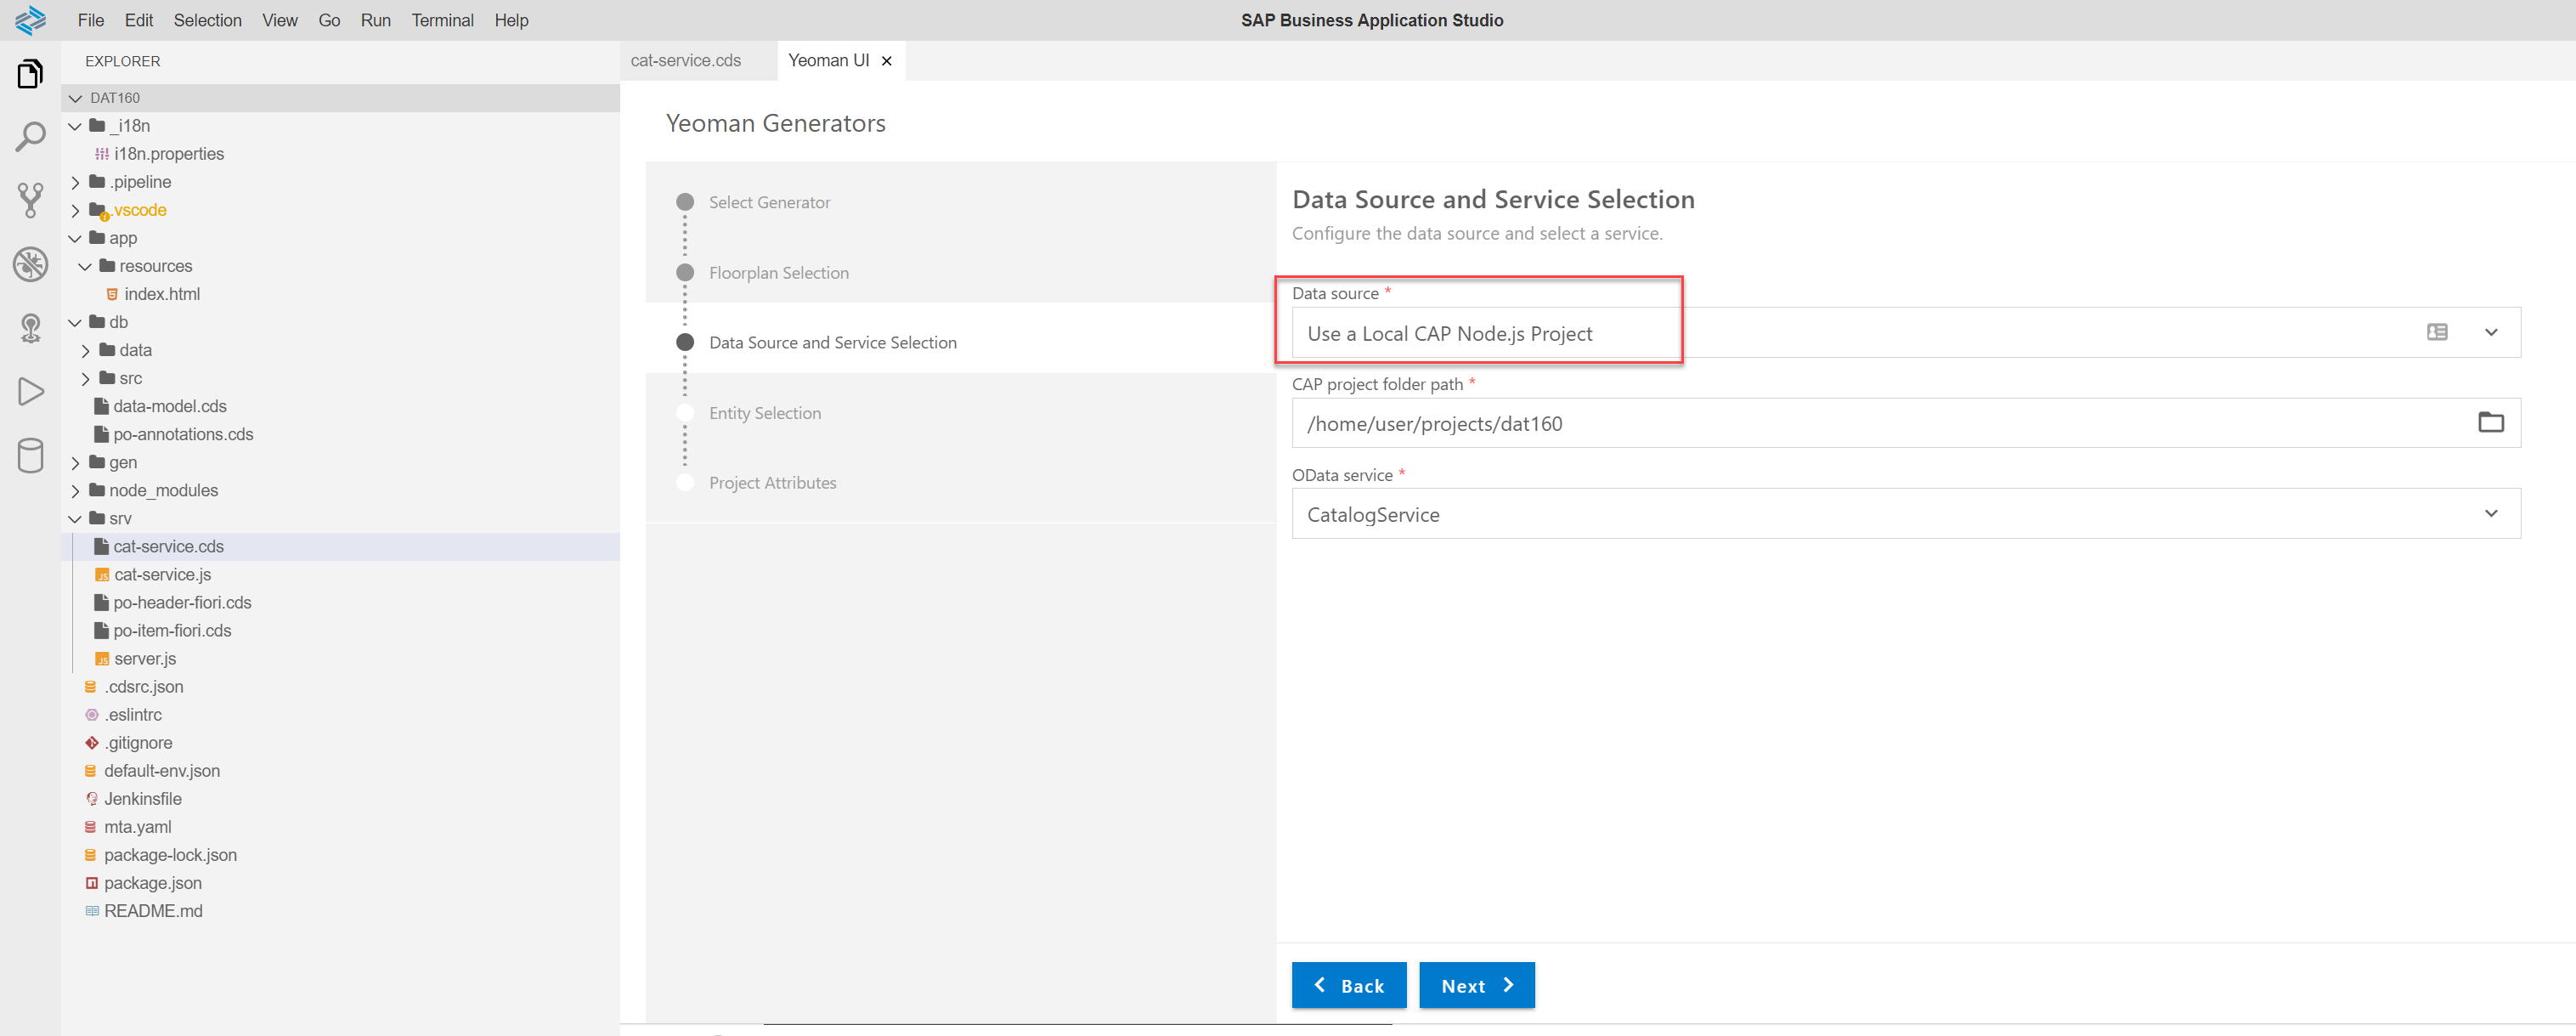 File Edit Selection View Go Run Terminal Help
SAP Business Application Studio
EXPLORER
DAT160
_i18n
i18n.properties
.pipeline
.vscode
app
resources
index.html
db
data
src
data-model.cds
po-annotations.cds
gen
node_modules
srv
cat-service.cds
cat-service.js
po-header-fiori.cds
po-item-fiori.cds
server.js
.cdsrc.json
.eslintrc
.gitignore
default-env.json
Jenkinsfile
mta.yaml
package-lock.json
package.json
README.md
cat-service.cds
Yeoman UI
Yeoman Generators
Select Generator
Floorplan Selection
Data Source and Service Selection
Entity Selection
Project Attributes
Data Source and Service Selection
Configure the data source and select a service.
Data source *
Use a Local CAP Node.js Project
CAP project folder path *
/home/user/projects/dat160
OData service *
CatalogService
Back
Next